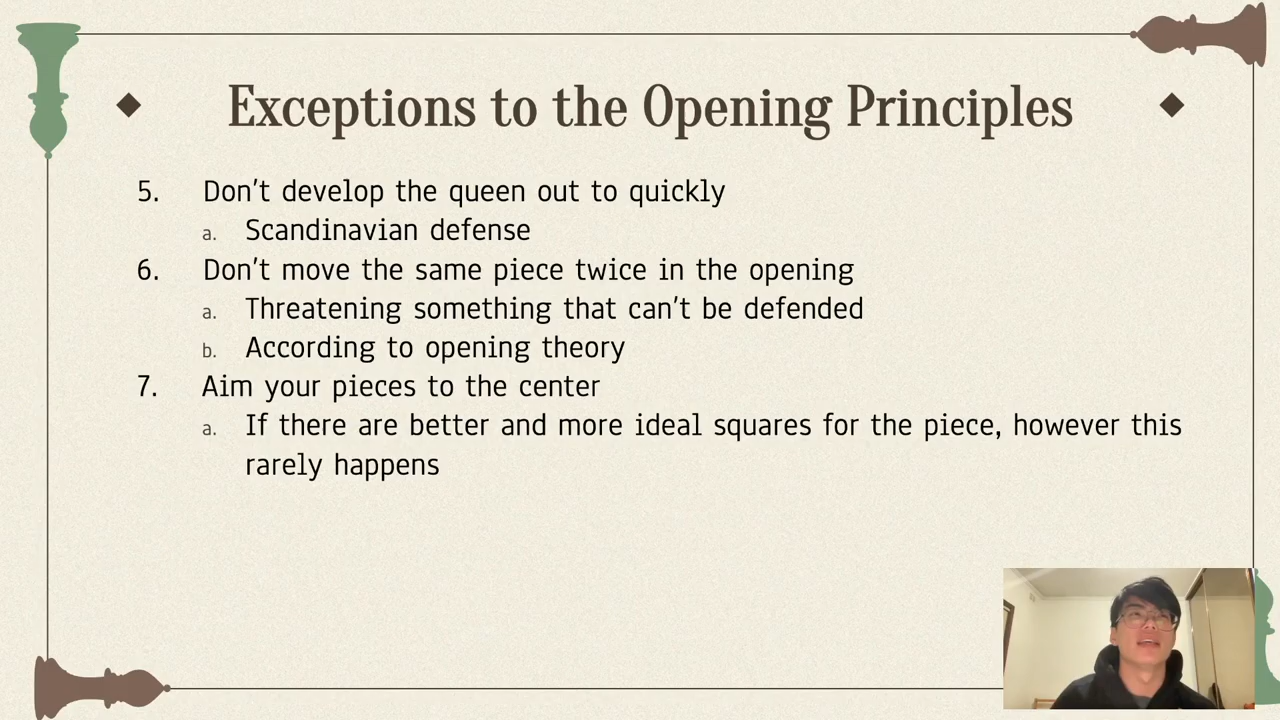 Exceptions to the Opening Principles
5. Don't develop the queen out to quickly
a. Scandinavian defense
6. Don't move the same piece twice in the opening
a. Threatening something that can't be defended
b. According to opening theory
7. Aim your pieces to the center
a. If there are better and more ideal squares for the piece, however this
rarely happens